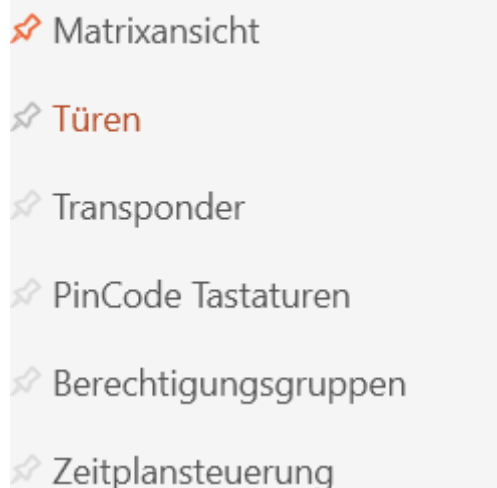 Matrixansicht
Türen
Transponder
PinCode Tastaturen
Berechtigungsgruppen
Zeitplansteuerung